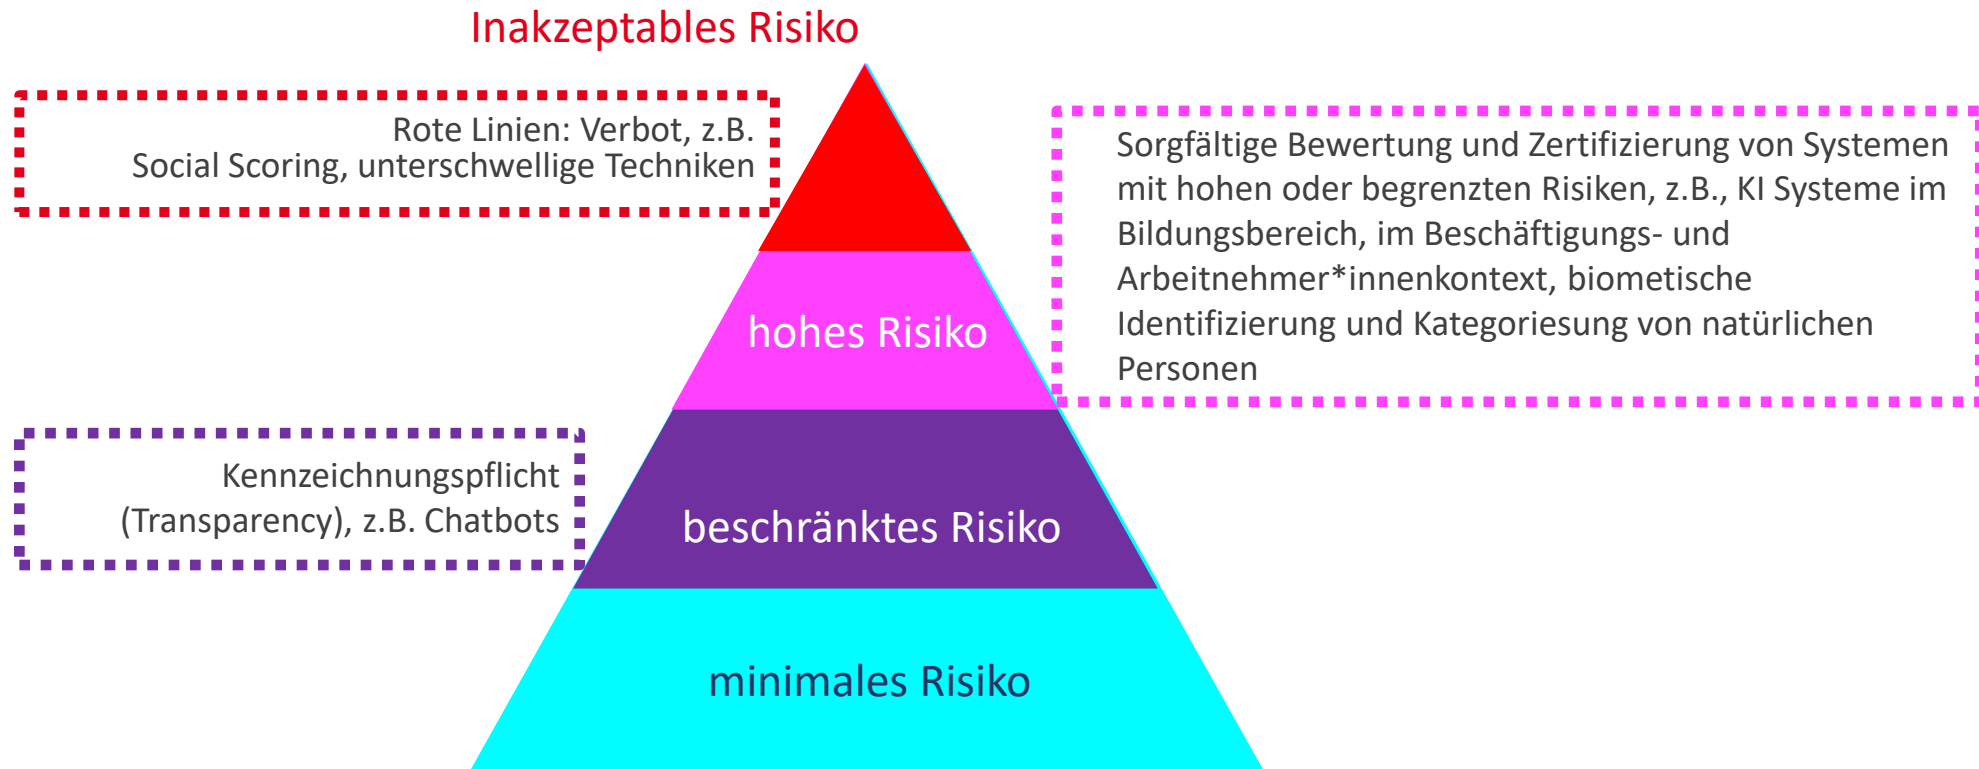 Inakzeptables Risiko
Rote Linien: Verbot, z.B.
Social Scoring, unterschwellige Techniken
Sorgfältige Bewertung und Zertifizierung von Systemen
mit hohen oder begrenzten Risiken, z.B., KI Systeme im
Bildungsbereich, im Beschäftigungs- und
Arbeitnehmer*innenkontext, biometische
Identifizierung und Kategoriesung von natürlichen
Personen
hohes Risiko
Kennzeichnungspflicht
(Transparency), z.B. Chatbots
beschränktes Risiko
minimales Risiko